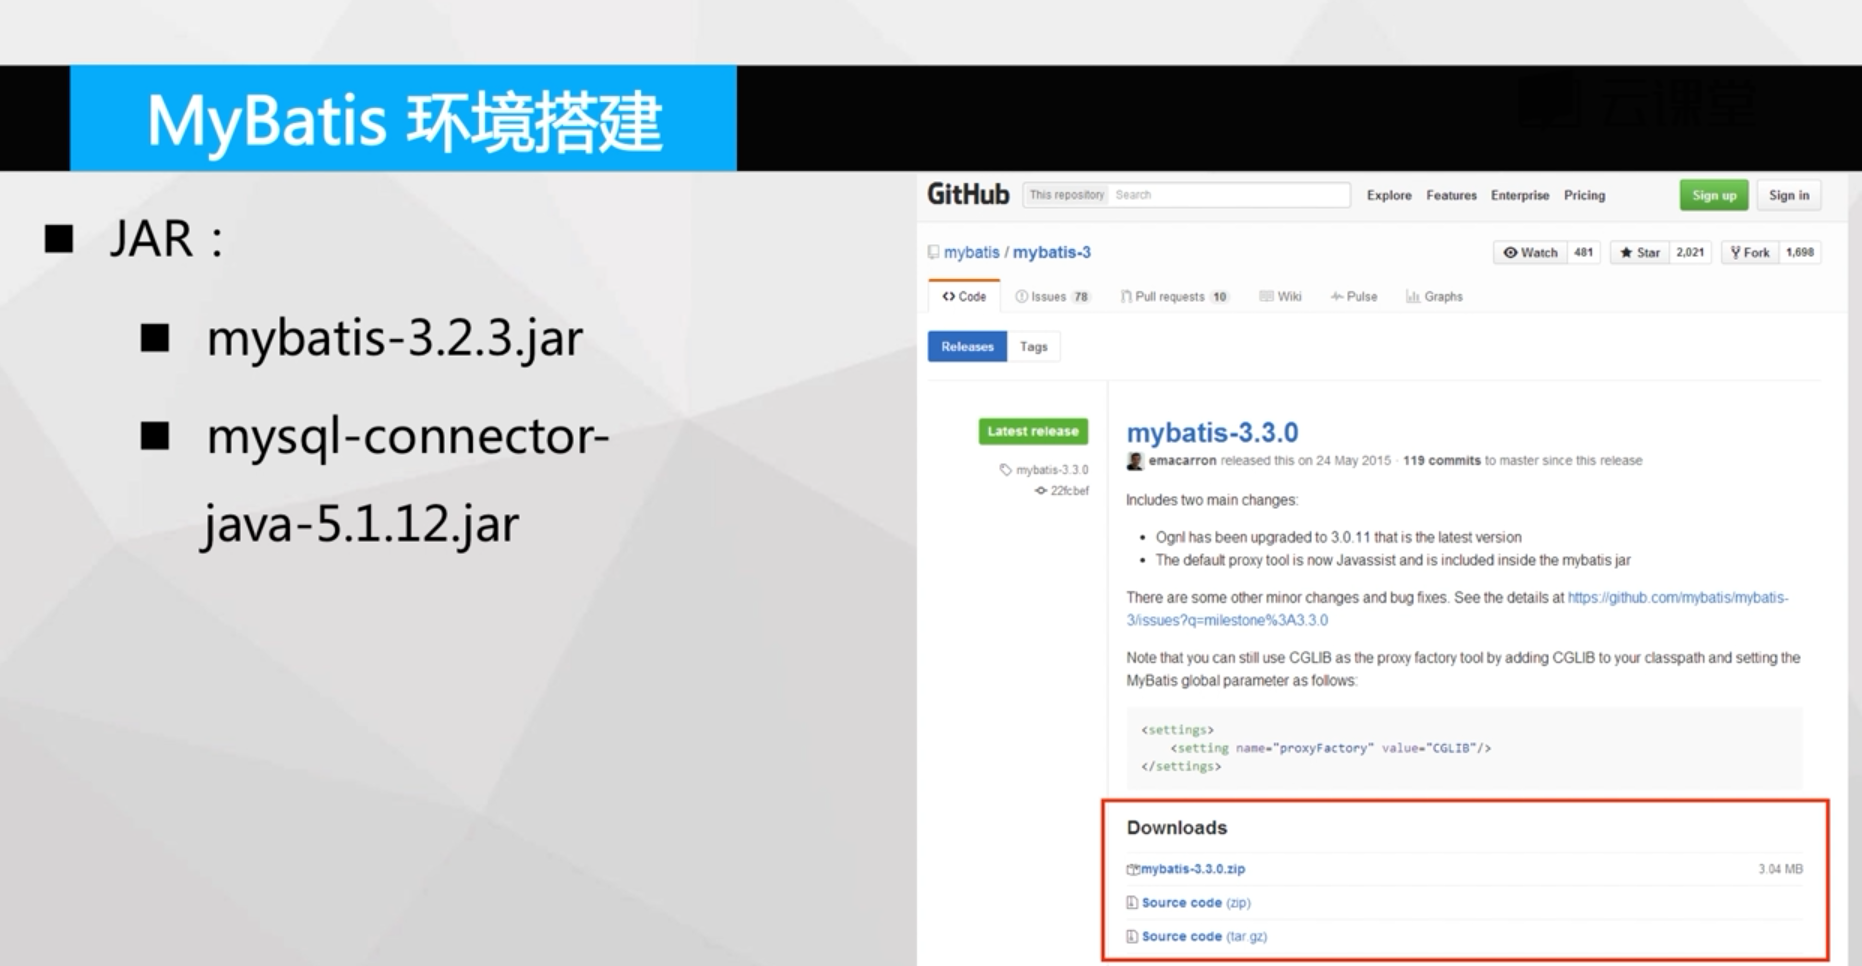 MyBatis 环境搭建
云课堂
JAR：
mybatis-3.2.3.jar
mysql-connector-
java-5.1.12.jar
GitHub This repository Search Explore Features Enterprise Pricing Sign up Sign in
mybatis / mybatis-3 Watch 481 Star 2,021 Fork 1,698
Code Issues 78 Pull requests 10 Wiki Pulse Graphs
Releases Tags
Latest release
mybatis-3.3.0
22fcbef
mybatis-3.3.0
emacarron released this on 24 May 2015 · 119 commits to master since this release
Includes two main changes:
• Ognl has been upgraded to 3.0.11 that is the latest version
• The default proxy tool is now Javassist and is included inside the mybatis jar
There are some other minor changes and bug fixes. See the details at https://github.com/mybatis/mybatis-
3/issues?q=milestone%3A3.3.0
Note that you can still use CGLIB as the proxy factory tool by adding CGLIB to your classpath and setting the
MyBatis global parameter as follows:
<settings>
<setting name="proxyFactory" value="CGLIB"/>
</settings>
Downloads
mybatis-3.3.0.zip 3.04 MB
Source code (zip)
Source code (tar.gz)